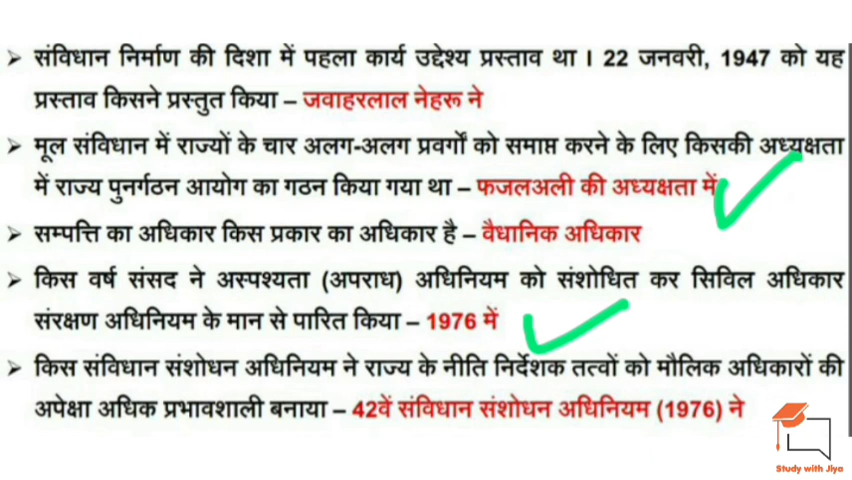 ➢ संविधान निर्माण की दिशा में पहला कार्य उद्देश्य प्रस्ताव था । 22 जनवरी, 1947 को यह
प्रस्ताव किसने प्रस्तुत किया – जवाहरलाल नेहरू ने
➢ मूल संविधान में राज्यों के चार अलग-अलग प्रवर्गों को समाप्त करने के लिए किसकी अध्यक्षता
में राज्य पुनर्गठन आयोग का गठन किया गया था – फजलअली की अध्यक्षता में
➢ सम्पत्ति का अधिकार किस प्रकार का अधिकार है – वैधानिक अधिकार
➢ किस वर्ष संसद ने अस्पश्यता (अपराध) अधिनियम को संशोधित कर सिविल अधिकार
संरक्षण अधिनियम के मान से पारित किया – 1976 में
➢ किस संविधान संशोधन अधिनियम ने राज्य के नीति निर्देशक तत्वों को मौलिक अधिकारों की
अपेक्षा अधिक प्रभावशाली बनाया – 42वें संविधान संशोधन अधिनियम (1976) ने
Study with Jiya